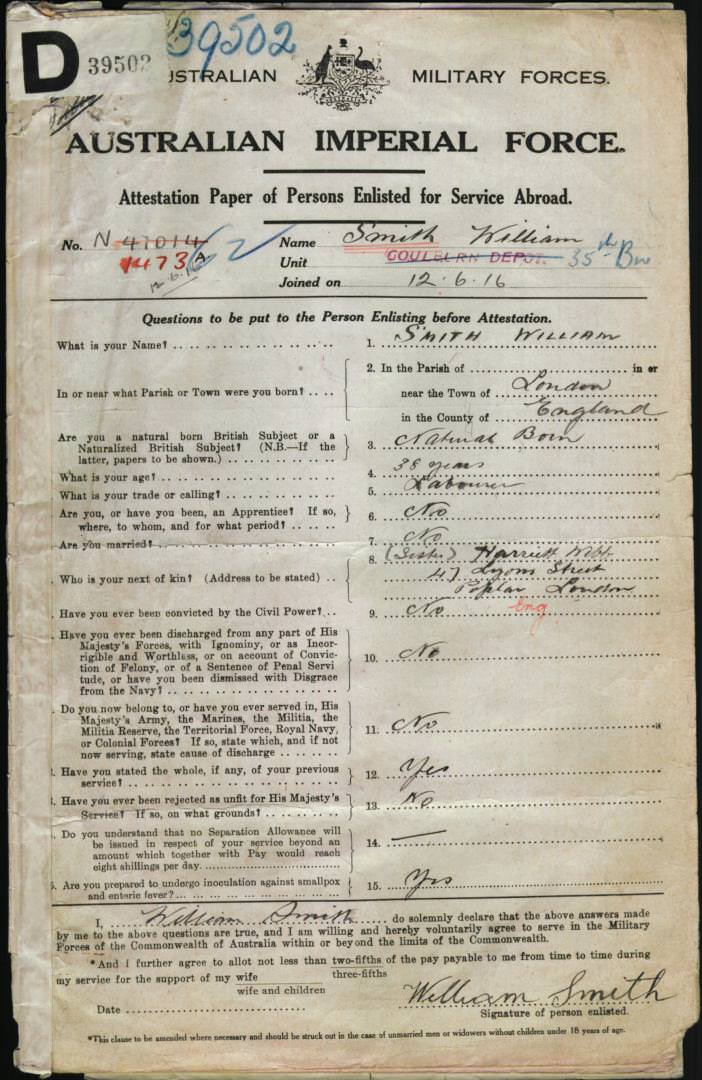 D 39502
39502
AUSTRALIAN MILITARY FORCES.
AUSTRALIAN IMPERIAL FORCE.
Attestation Paper of Persons Enlisted for Service Abroad.
No. N 41014 Name Smith William
1473 A 62 Unit GOULBURN DEPOT. 35th Bn
12.6.16 Joined on 12.6.16
Questions to be put to the Person Enlisting before Attestation.
What is your Name? 1. SMITH WILLIAM
2. In the Parish of in or
In or near what Parish or Town were you born? near the Town of London
in the County of England
Are you a natural born British Subject or a
Naturalized British Subject? (N.B.—If the 3. Natural Born
latter, papers to be shown.)
What is your age? 4. 38 years
What is your trade or calling? 5. Labourer
Are you, or have you been, an Apprentice? If so,
where, to whom, and for what period? 6. No
Are you married? 7. No
8. (Sister) Harriett
Who is your next of kin? (Address to be stated) 47 Lyons Street
Poplar London
Have you ever been convicted by the Civil Power? 9. No Eng
Have you ever been discharged from any part of His
Majesty's Forces, with Ignominy, or as Incor-
rigible and Worthless, or on account of Convic-
tion of Felony, or of a Sentence of Penal Servi 10. No
tude, or have you been dismissed with Disgrace
from the Navy?
Do you now belong to, or have you ever served in, His
Majesty's Army, the Marines, the Militia, the
Militia Reserve, the Territorial Force, Royal Navy, 11. No
or Colonial Forces? If so, state which, and if not
now serving, state cause of discharge
Have you stated the whole, if any, of your previous
service? 12. Yes
Have you ever been rejected as unfit for His Majesty's
Service? If so, on what grounds? 13. No
Do you understand that no Separation Allowance will
be issued in respect of your service beyond an 14. —
amount which together with Pay would reach
eight shillings per day.
Are you prepared to undergo inoculation against smallpox
and enteric fever? 15. Yes
I, William Smith do solemnly declare that the above answers made
by me to the above questions are true, and I am willing and hereby voluntarily agree to serve in the Military
Forces of the Commonwealth of Australia within or beyond the limits of the Commonwealth.
*And I further agree to allot not less than two-fifths of the pay payable to me from time to time during
three-fifths
my service for the support of my wife
wife and children
William Smith
Date Signature of person enlisted.
*This clause to be amended where necessary and should be struck out in the case of unmarried men or widowers without children under 18 years of age.